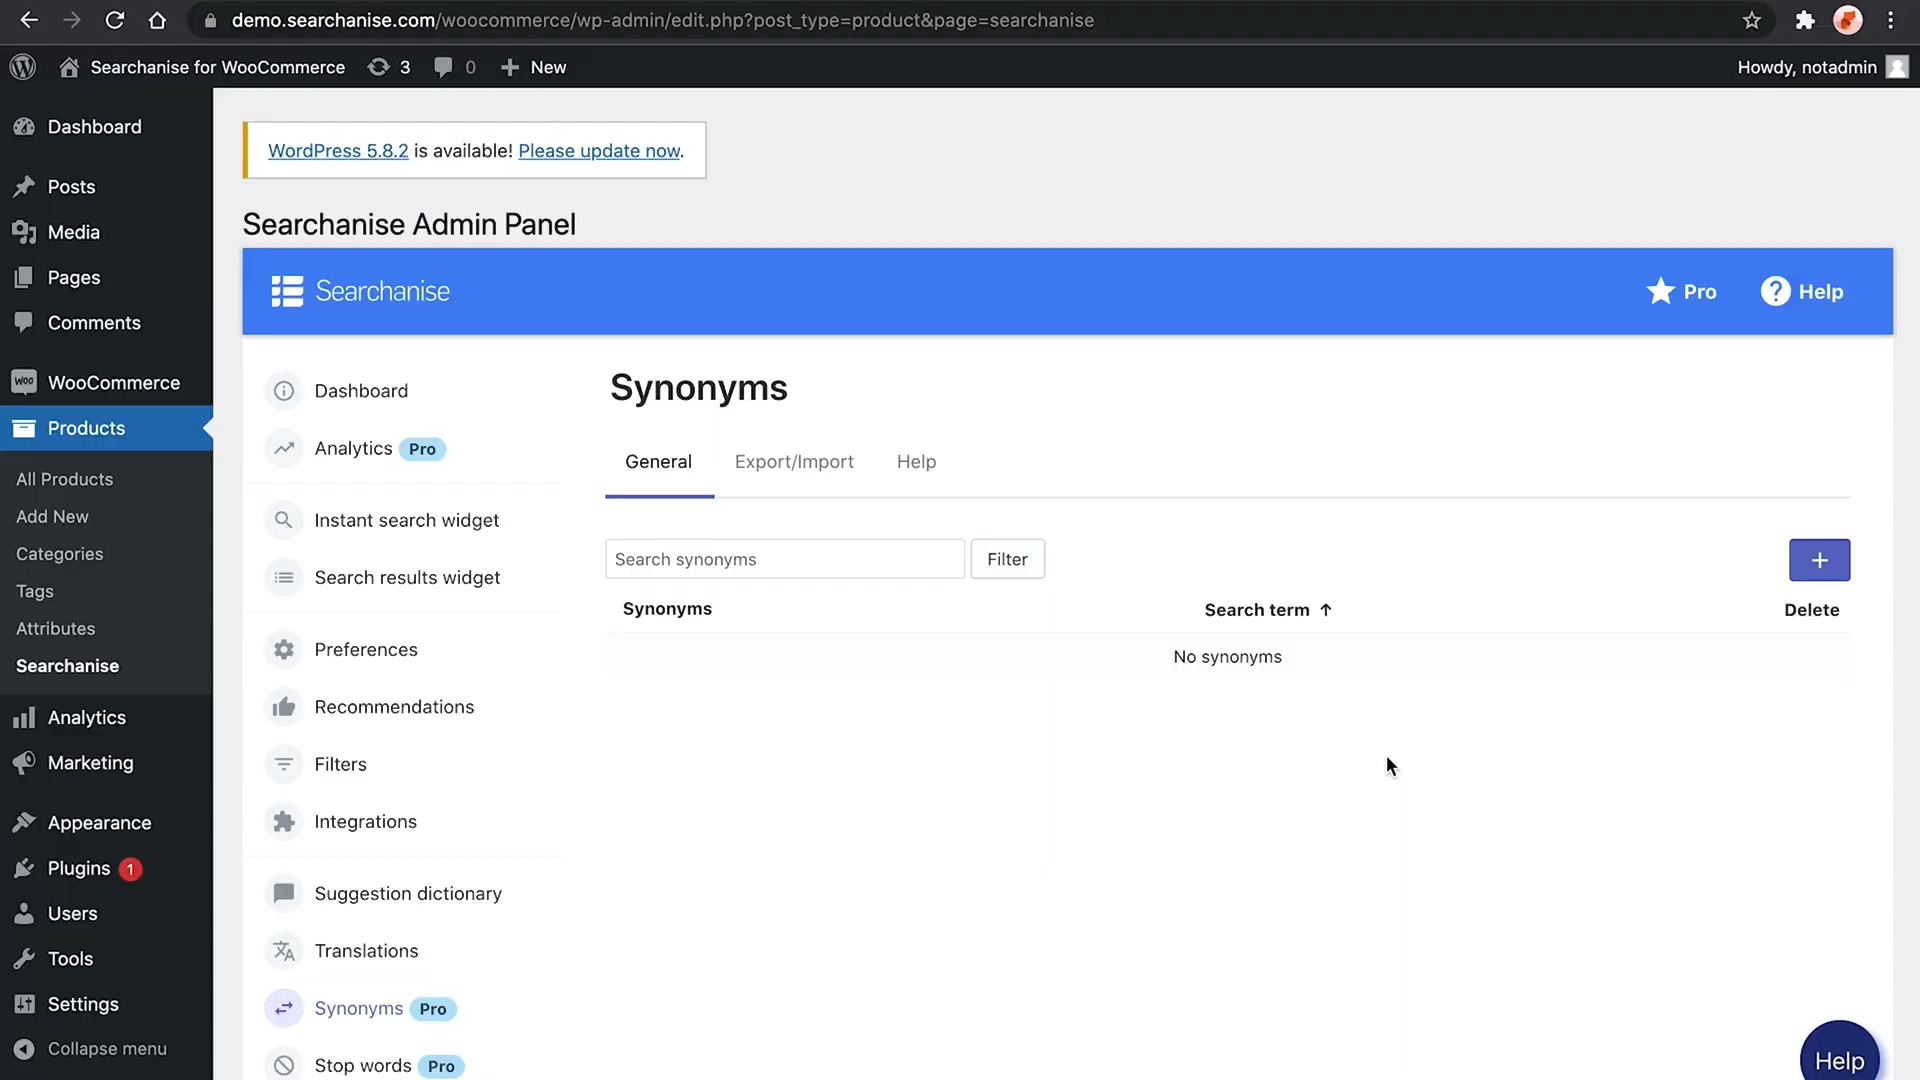 demo.searchanise.com/woocommerce/wp-admin/edit.php?post_type=product&page=searchanise
Searchanise for WooCommerce 3 0 New
Howdy, notadmin
Dashboard
Posts
Media
Pages
Comments
WooCommerce
Products
All Products
Add New
Categories
Tags
Attributes
Searchanise
Analytics
Marketing
Appearance
Plugins 1
Users
Tools
Settings
Collapse menu
WordPress 5.8.2 is available! Please update now.
Searchanise Admin Panel
Searchanise
Pro
Help
Dashboard
Analytics Pro
Instant search widget
Search results widget
Preferences
Recommendations
Filters
Integrations
Suggestion dictionary
Translations
Synonyms Pro
Stop words Pro
Synonyms
General Export/Import Help
Search synonyms Filter +
Synonyms Search term ↑ Delete
No synonyms
Help